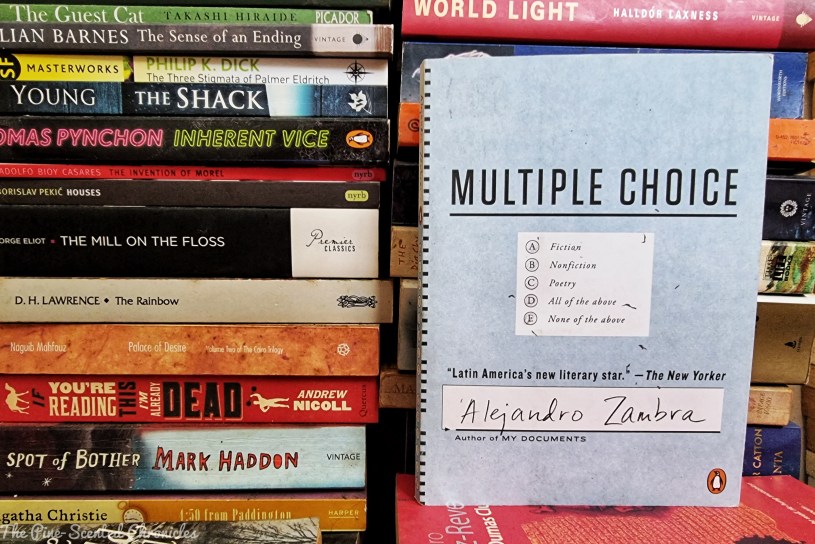 The Guest Cat TAKASHI HIRAIDE PICADOR
LIAN BARNES The Sense of an Ending VINTAGE
SF MASTERWORKS PHILIP K. DICK
The Three Stigmata of Palmer Eldritch
YOUNG THE SHACK
OMAS PYNCHON INHERENT VICE
ADOLFO BIOY CASARES THE INVENTION OF MOREL nyrb
BORISLAV PEKIĆ HOUSES nyrb
ORGE ELIOT THE MILL ON THE FLOSS Premier
CLASSICS
D. H. LAWRENCE ◆ The Rainbow
Naguib Mahfouz Palace of Desire Volume Two of The Cairo Trilogy
IF YOU'RE READING THIS I'M ALREADY DEAD ANDREW NICOLL Quercus
SPOT of BOTHER MARK HADDON VINTAGE
gatha Christie 4:50 from Paddington HARPER
The Pine-Scented Chronicles
WORLD LIGHT HALLDÓR LAXNESS VINTAGE
MULTIPLE CHOICE
A Fiction
B Nonfiction
C Poetry
D All of the above
E None of the above
"Latin America's new literary star." —The New Yorker
Alejandro Zambra
Author of MY DOCUMENTS
VINTAGE
CATTON
NTA